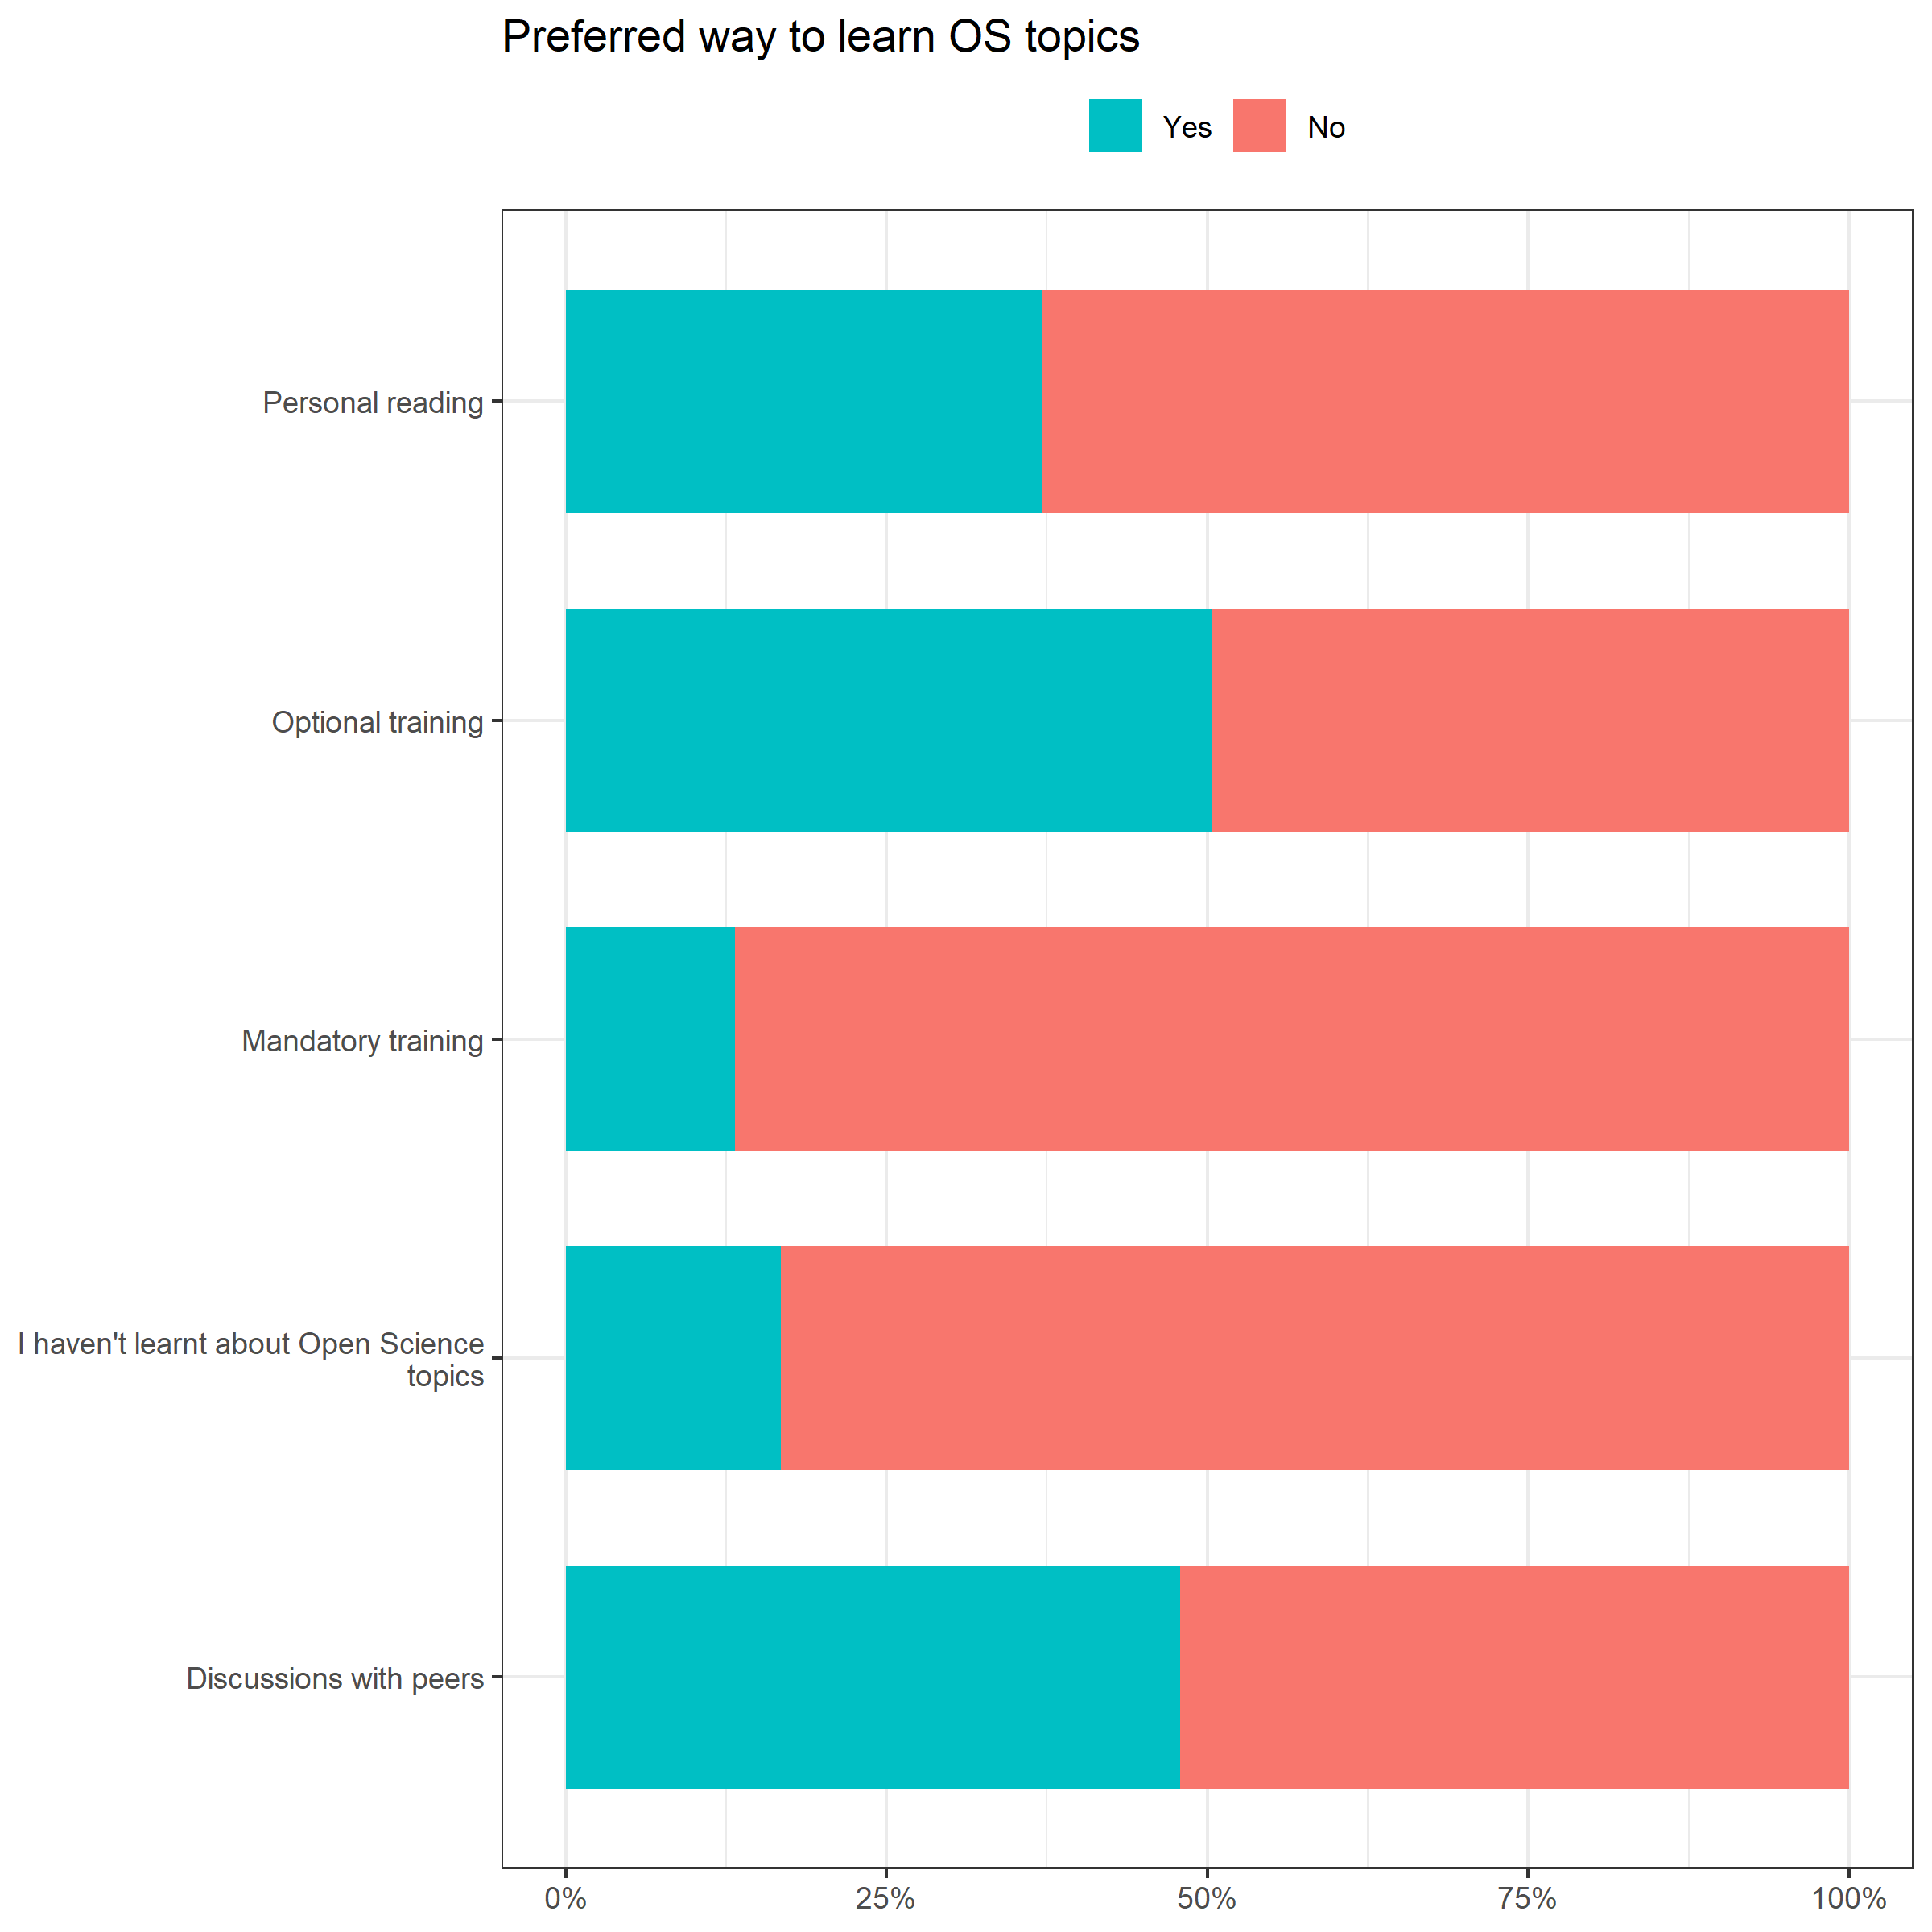 Preferred way to learn OS topics
Yes
No
Personal reading
Optional training
Mandatory training
I haven't learnt about Open Science
topics
Discussions with peers
0%
25%
50%
75%
100%